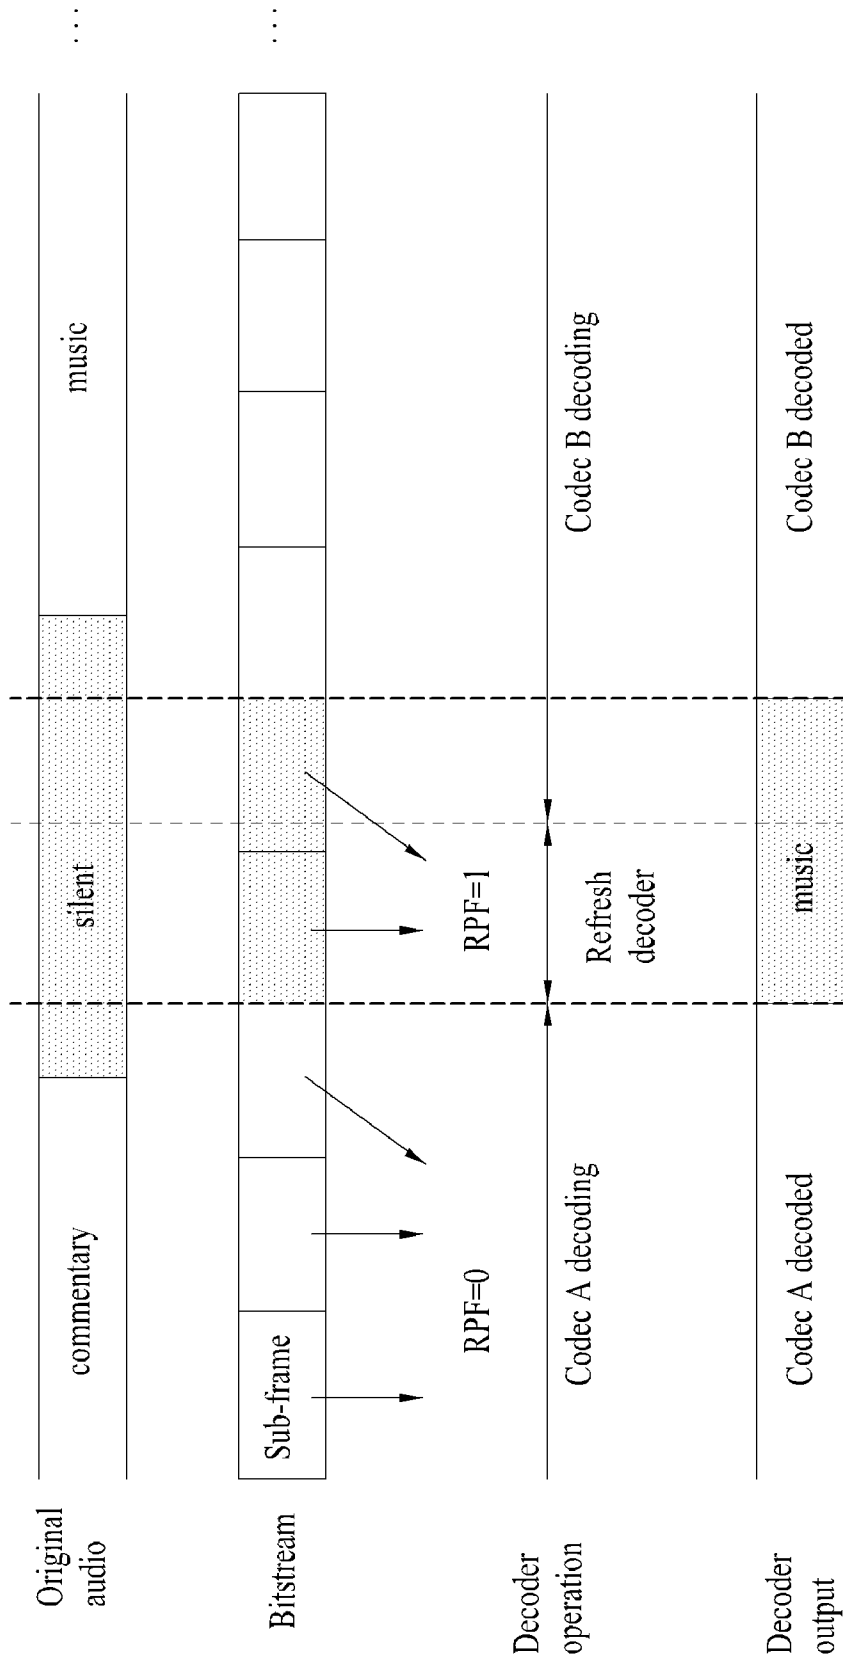 Original
audio
commentary
silent
music
...
Bitstream
Sub-frame
...
RPF=0
RPF=1
Decoder
operation
Codec A decoding
Refresh
decoder
Codec B decoding
Decoder
output
Codec A decoded
music
Codec B decoded